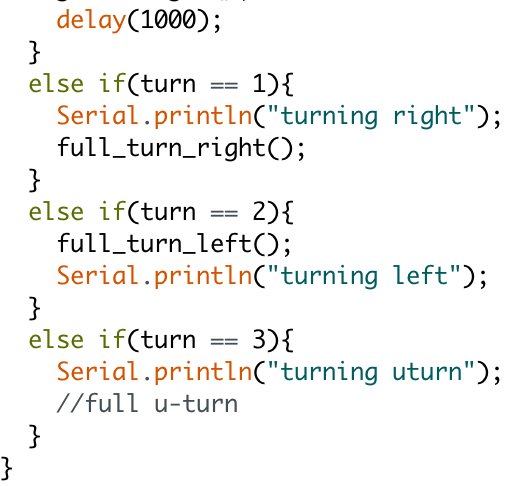 delay(1000);
}
else if(turn == 1){
Serial.println("turning right");
full_turn_right();
}
else if(turn == 2){
full_turn_left();
Serial.println("turning left");
}
else if(turn == 3){
Serial.println("turning uturn");
//full u-turn
}
}